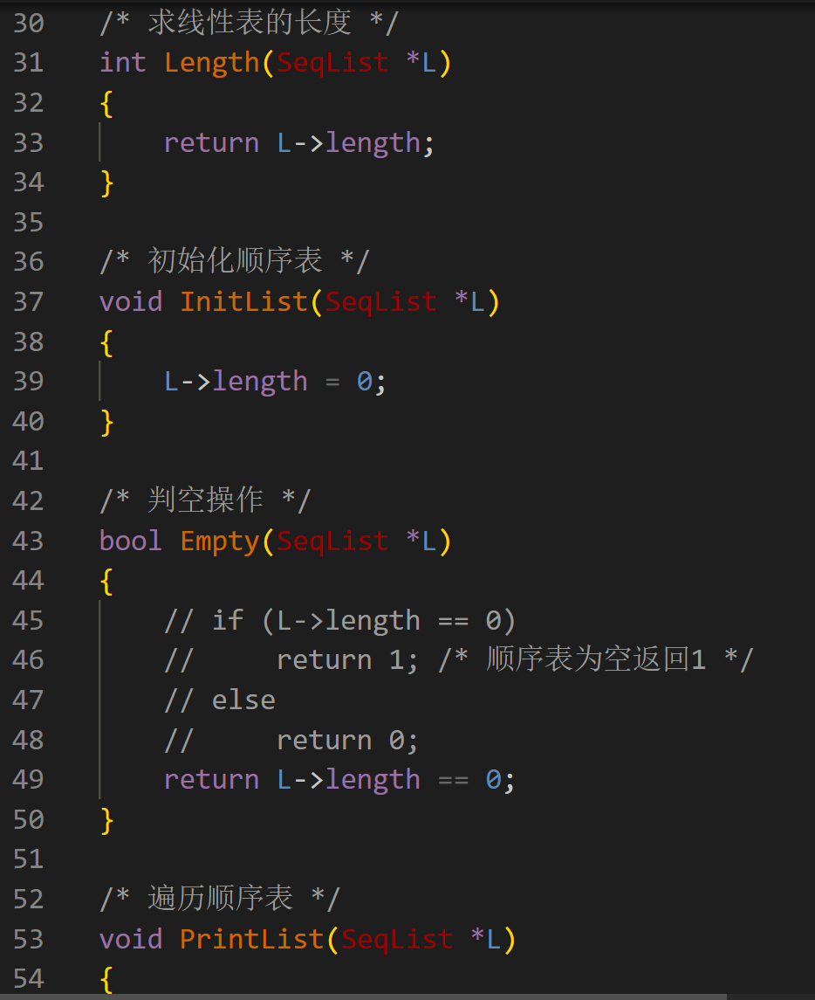 30 /* 求线性表的长度 */
31 int Length(SeqList *L)
32 {
33     return L->length;
34 }
35
36 /* 初始化顺序表 */
37 void InitList(SeqList *L)
38 {
39     L->length = 0;
40 }
41
42 /* 判空操作 */
43 bool Empty(SeqList *L)
44 {
45     // if (L->length == 0)
46     //     return 1; /* 顺序表为空返回1 */
47     // else
48     //     return 0;
49     return L->length == 0;
50 }
51
52 /* 遍历顺序表 */
53 void PrintList(SeqList *L)
54 {